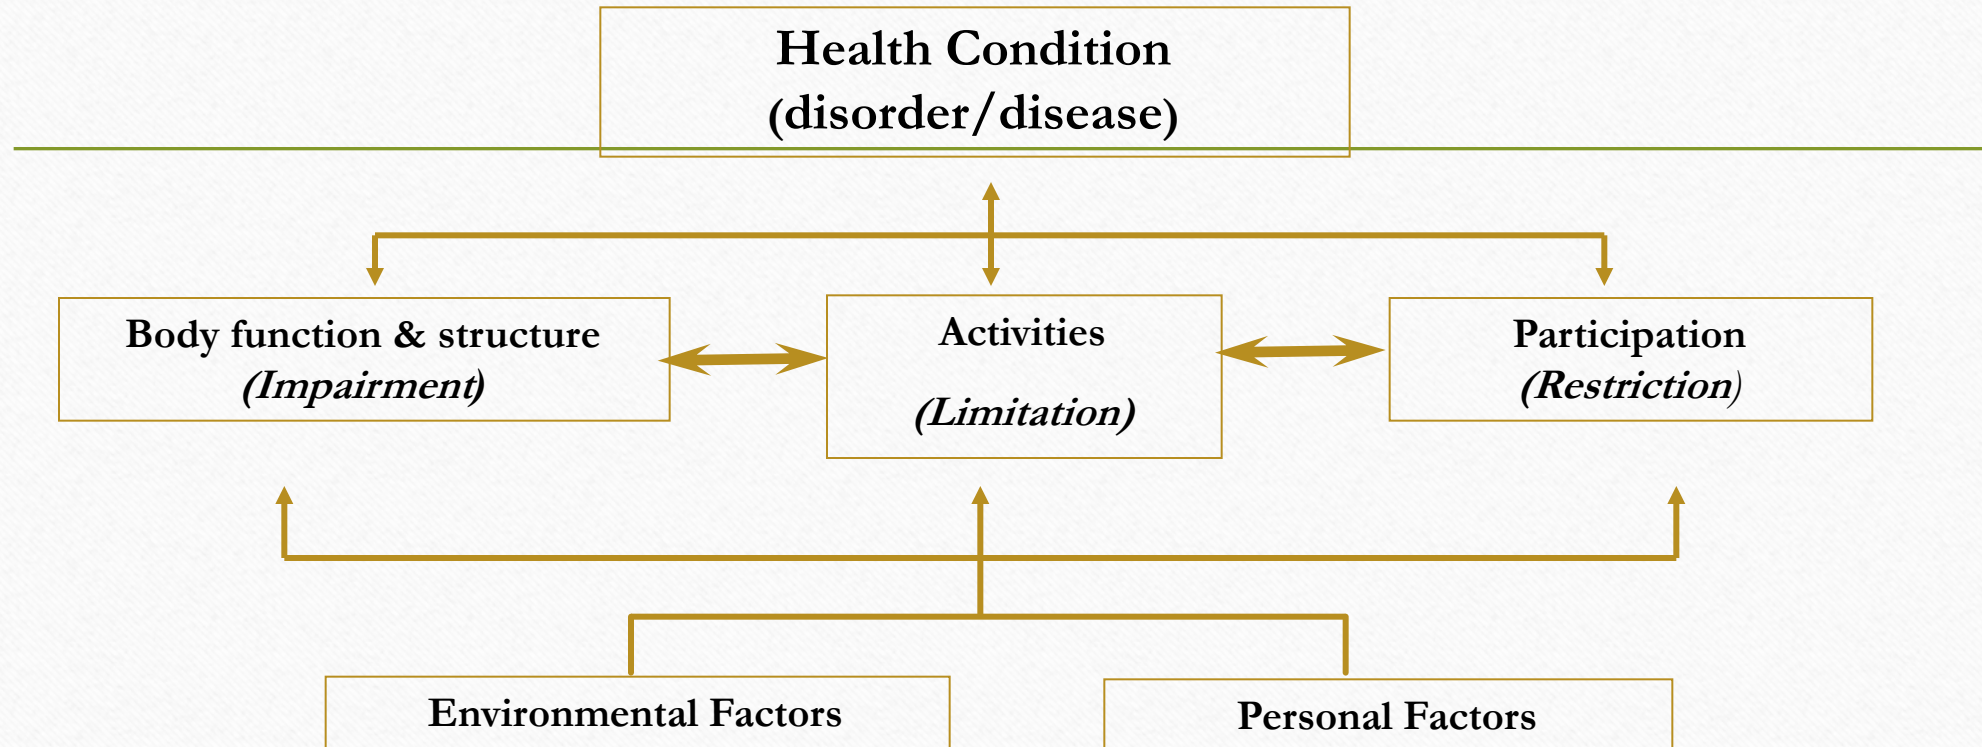 Health Condition
(disorder/disease)
Body function & structure
(Impairment)
Activities
(Limitation)
Participation
(Restriction)
Environmental Factors
Personal Factors